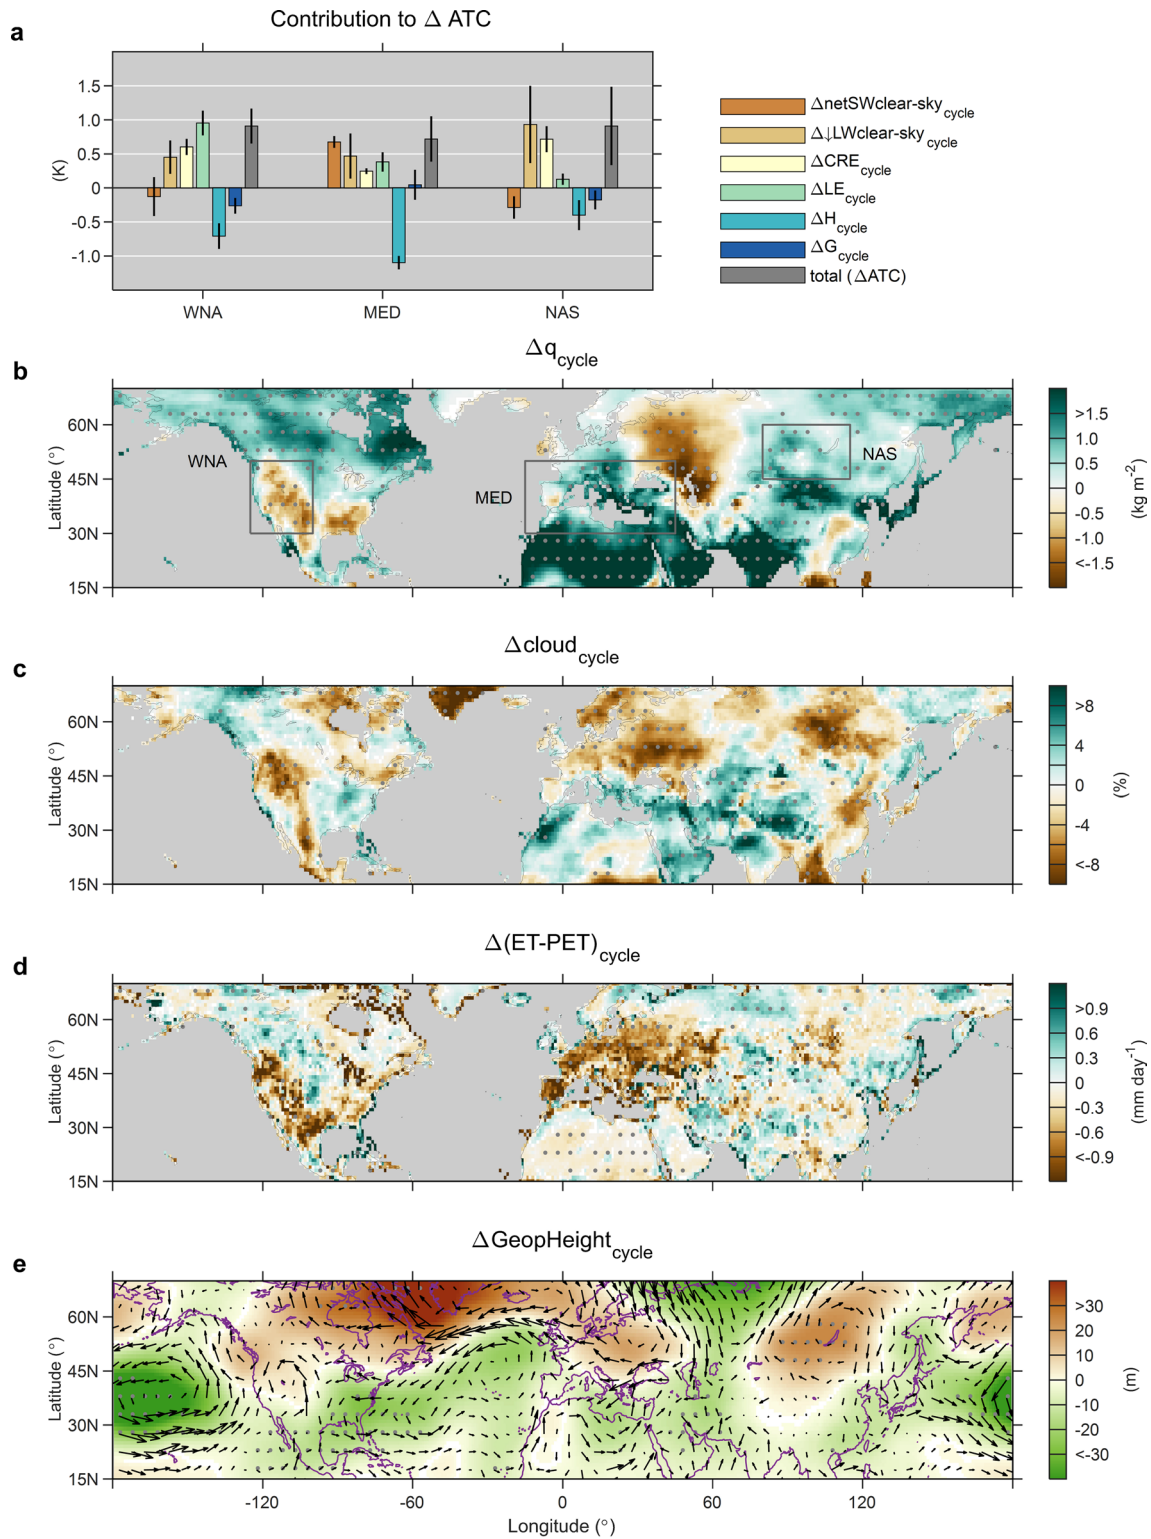 Contribution to Δ ATC
a
1.5
1.0
0.5
0
-0.5
-1.0
(K)
WNA
MED
NAS
ΔnetSWclear-sky cycle
Δ↓LWclear-sky cycle
ΔCRE cycle
ΔLE cycle
ΔH cycle
ΔG cycle
total (ΔATC)
Δq cycle
b
60N
45N
30N
15N
Latitude (°)
WNA
MED
NAS
>1.5
1.0
0.5
0
-0.5
-1.0
<-1.5
(kg m-2)
Δcloud cycle
c
60N
45N
30N
15N
Latitude (°)
>8
4
0
-4
<-8
(%)
Δ(ET-PET) cycle
d
60N
45N
30N
15N
Latitude (°)
>0.9
0.6
0.3
0
-0.3
-0.6
<-0.9
(mm day-1)
ΔGeopHeight cycle
e
60N
45N
30N
15N
Latitude (°)
>30
20
10
0
-10
-20
<-30
(m)
-120
-60
0
60
120
Longitude (°)